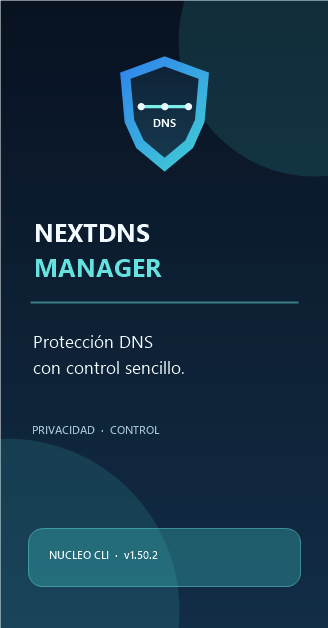 DNS
NEXTDNS
MANAGER
Protección DNS
con control sencillo.
PRIVACIDAD · CONTROL
NUCLEO CLI · v1.50.2